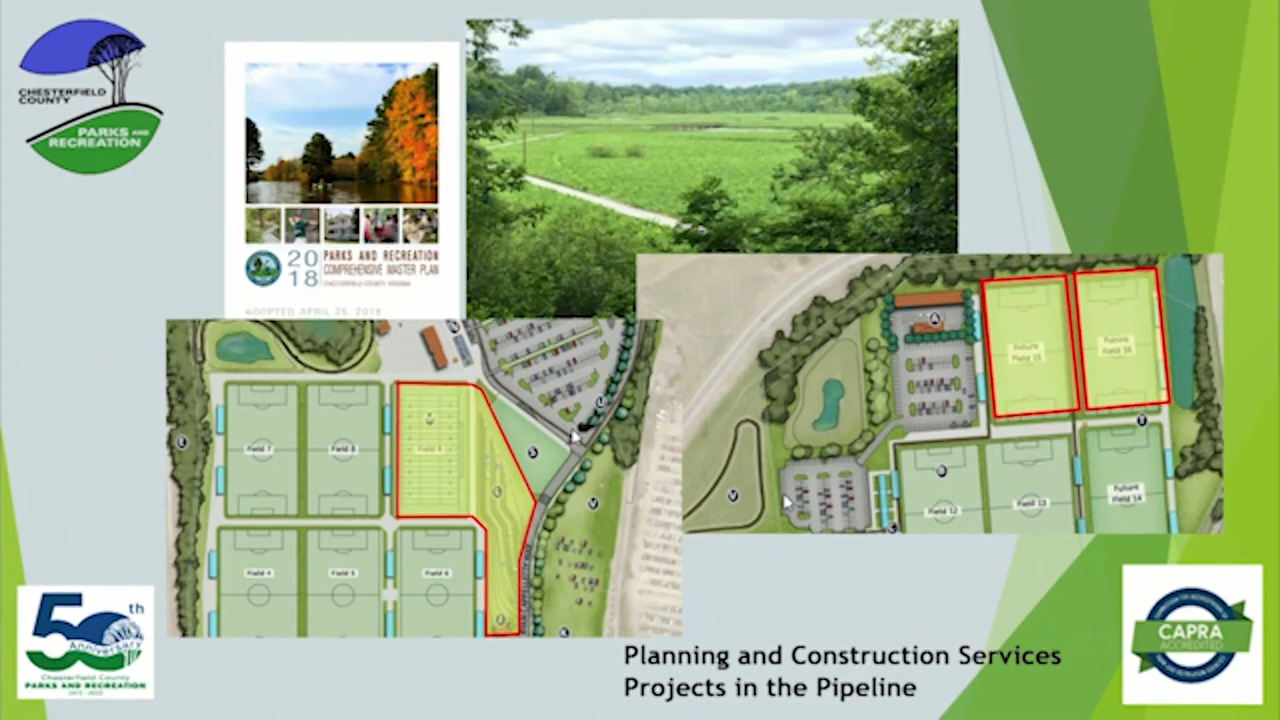 CHESTERFIELD
COUNTY
PARKS AND
RECREATION
2018
PARKS AND RECREATION
COMPREHENSIVE MASTER PLAN
CHESTERFIELD COUNTY VIRGINIA
ADOPTED APRIL 25, 2018
Field 7
Field 8
Field 4
Field 5
Field 6
A
Future
Field 15
Future
Field 16
Field 12
Field 13
Future
Field 14
V
V
50th
Anniversary
Chesterfield County
PARKS AND RECREATION
Planning and Construction Services
Projects in the Pipeline
CAPRA
ACCREDITED